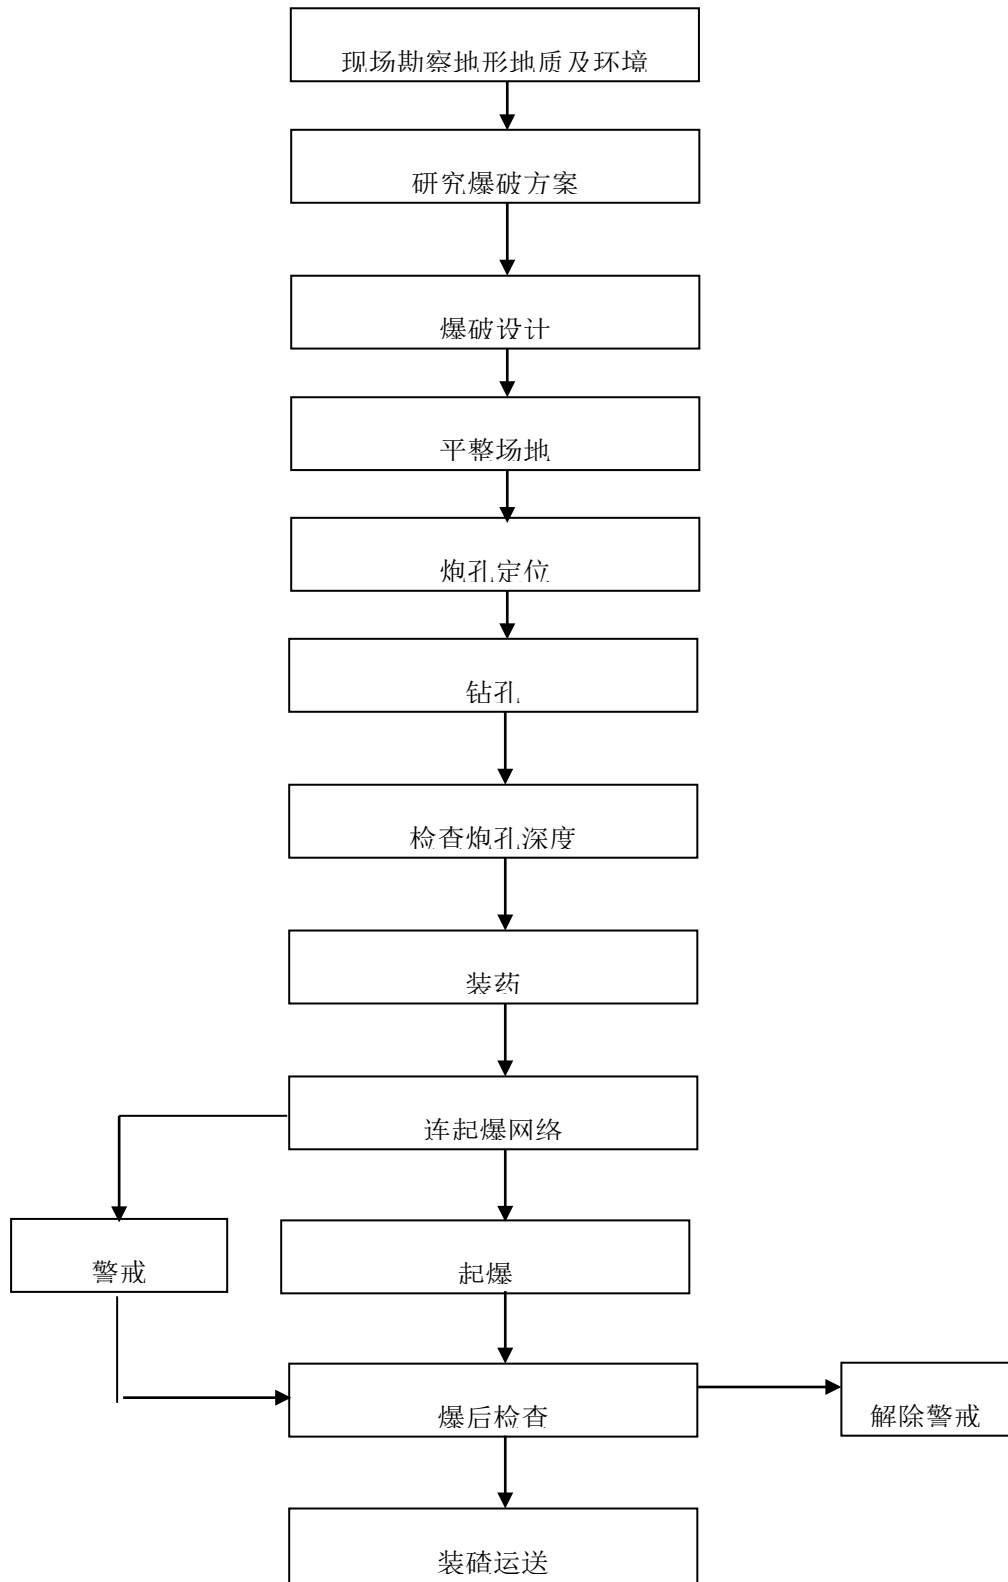 现场勘察地形地质及环境
研究爆破方案
爆破设计
平整场地
炮孔定位
钻孔
检查炮孔深度
装药
连起爆网络
警戒
起爆
爆后检查
解除警戒
装碴运送